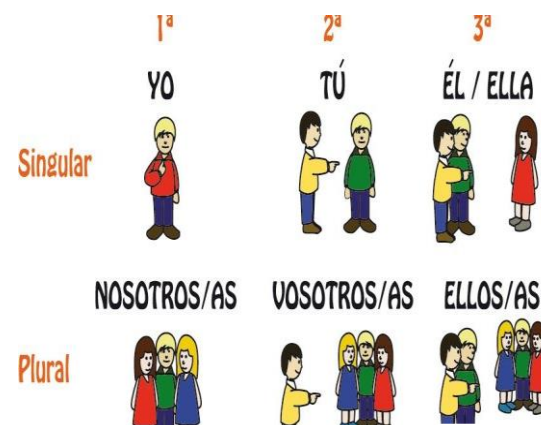 1ª 2ª 3ª
YO TÚ ÉL / ELLA
Singular
NOSOTROS/AS VOSOTROS/AS ELLOS/AS
Plural